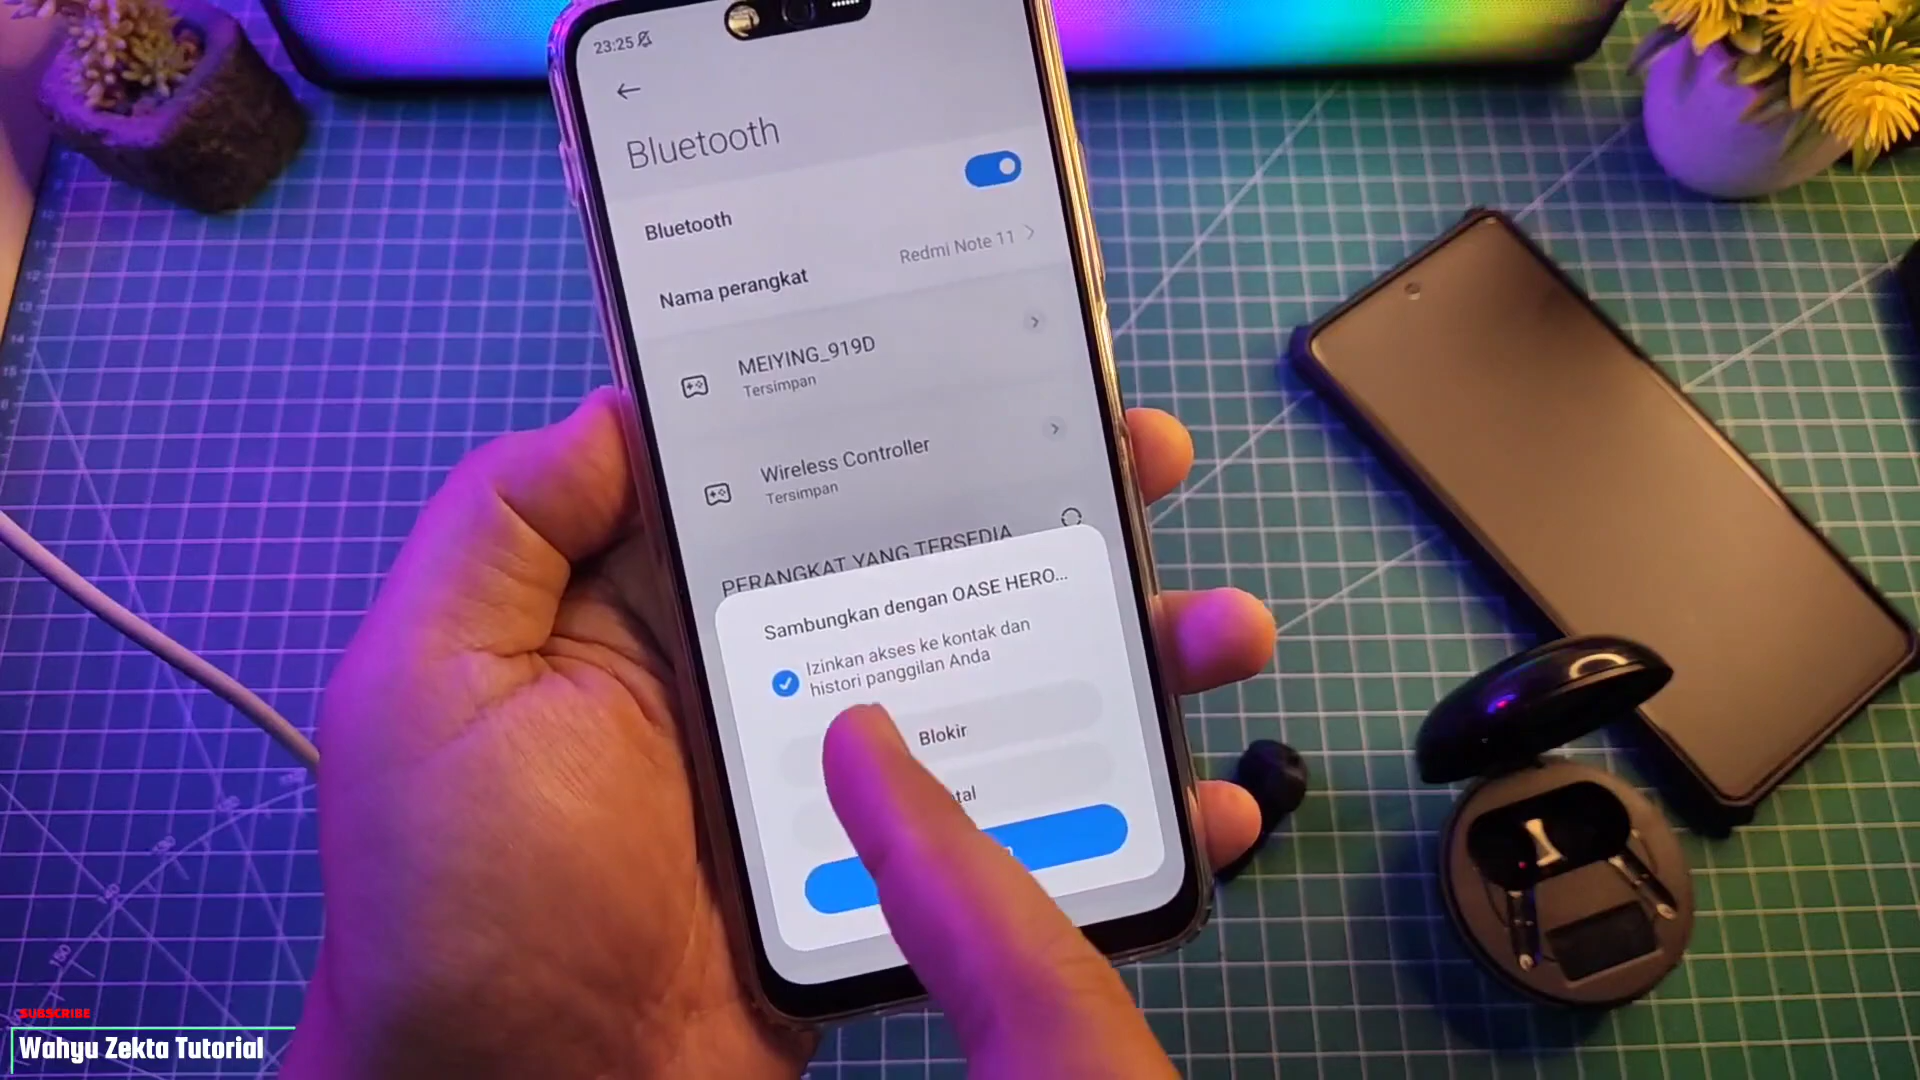 23:25
Bluetooth
Bluetooth
Nama perangkat
Redmi Note 11
MEIYING_919D
Tersimpan
Wireless Controller
Tersimpan
PERANGKAT YANG TERSEDIA
Sambungkan dengan OASE HERO...
Izinkan akses ke kontak dan
histori panggilan Anda
Blokir
SUBSCRIBE
Wahyu Zekta Tutorial